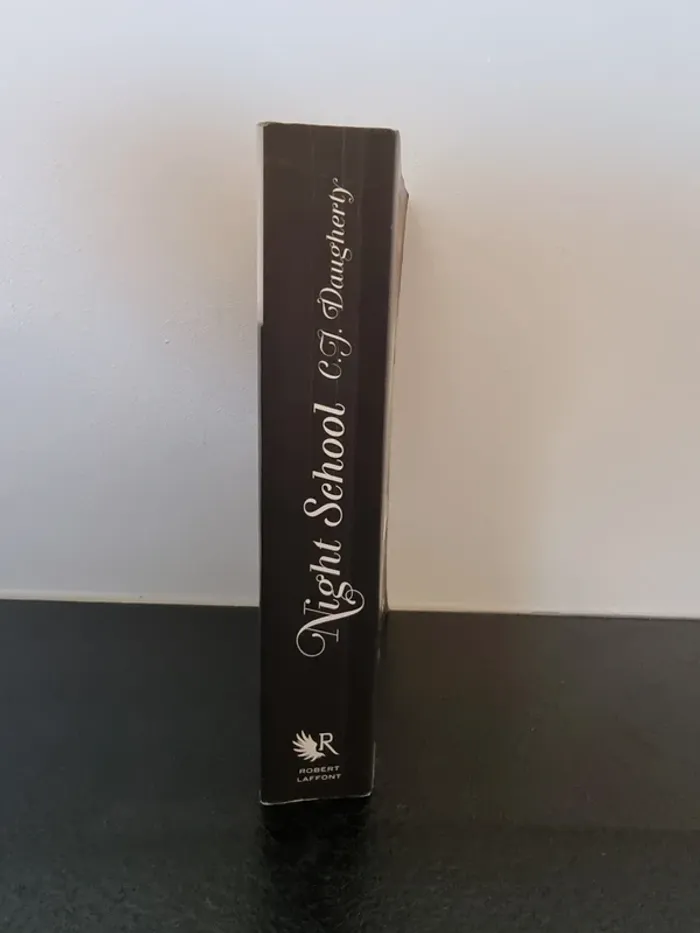 Night School C.J. Daugherty
R
ROBERT
LAFFONT